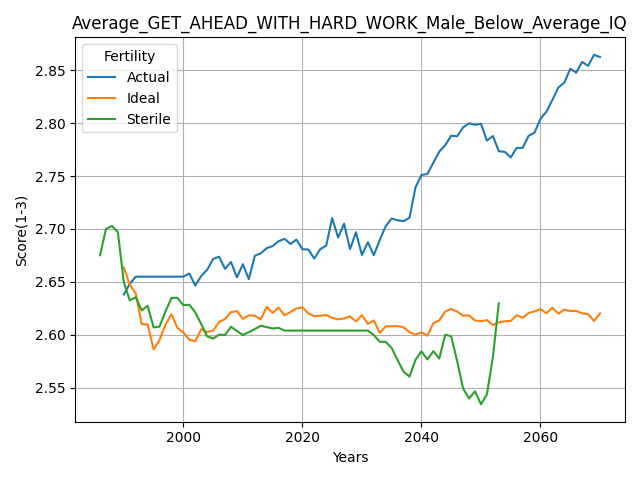 Average_GET_AHEAD_WITH_HARD_WORK_Male_Below_Average_IQ
Fertility
Actual
Ideal
Sterile
Score(1-3)
2.85
2.80
2.75
2.70
2.65
2.60
2.55
2000
2020
2040
2060
Years